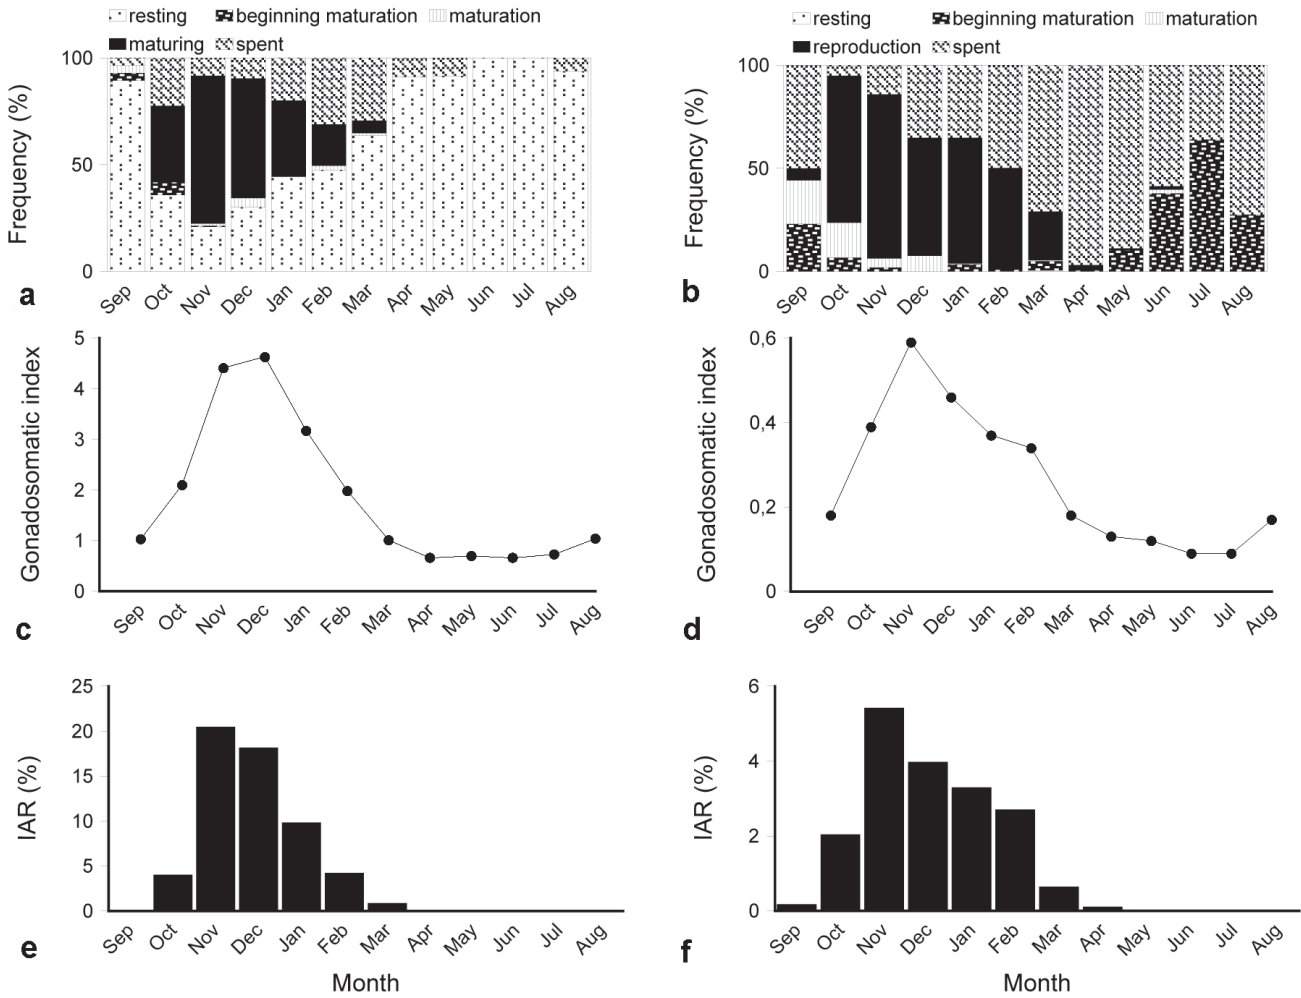 resting beginning maturation maturation
maturing spent
100
50
0
Frequency (%)
Sep Oct Nov Dec Jan Feb Mar Apr May Jun Jul Aug
a
resting beginning maturation maturation
reproduction spent
100
50
0
Frequency (%)
Sep Oct Nov Dec Jan Feb Mar Apr May Jun Jul Aug
b
5
4
3
2
1
0
Gonadosomatic index
Sep Oct Nov Dec Jan Feb Mar Apr May Jun Jul Aug
c
0,6
0,4
0,2
0
Gonadosomatic index
Sep Oct Nov Dec Jan Feb Mar Apr May Jun Jul Aug
d
25
20
15
10
5
0
IAR (%)
Sep Oct Nov Dec Jan Feb Mar Apr May Jun Jul Aug
e
Month
6
4
2
0
IAR (%)
Sep Oct Nov Dec Jan Feb Mar Apr May Jun Jul Aug
f
Month